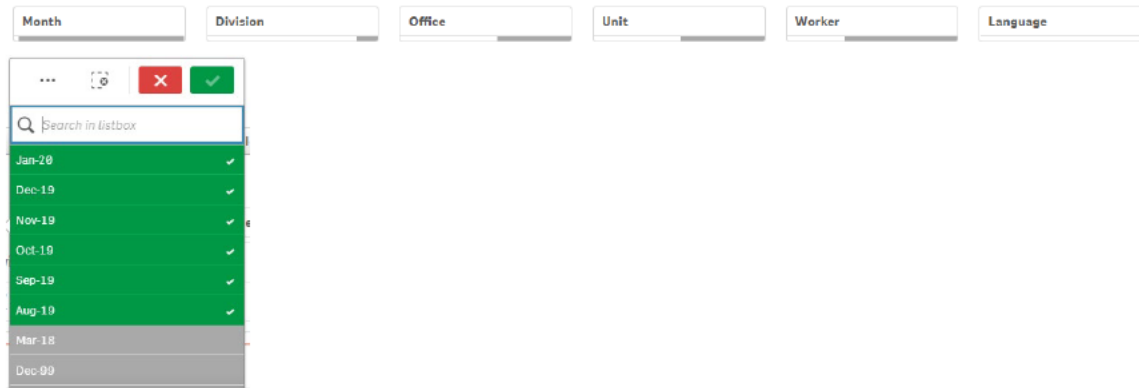 Month Division Office Unit Worker Language
...
Search in listbox
Jan-20
Dec-19
Nov-19
Oct-19
Sep-19
Aug-19
Mar-18
Dec-99